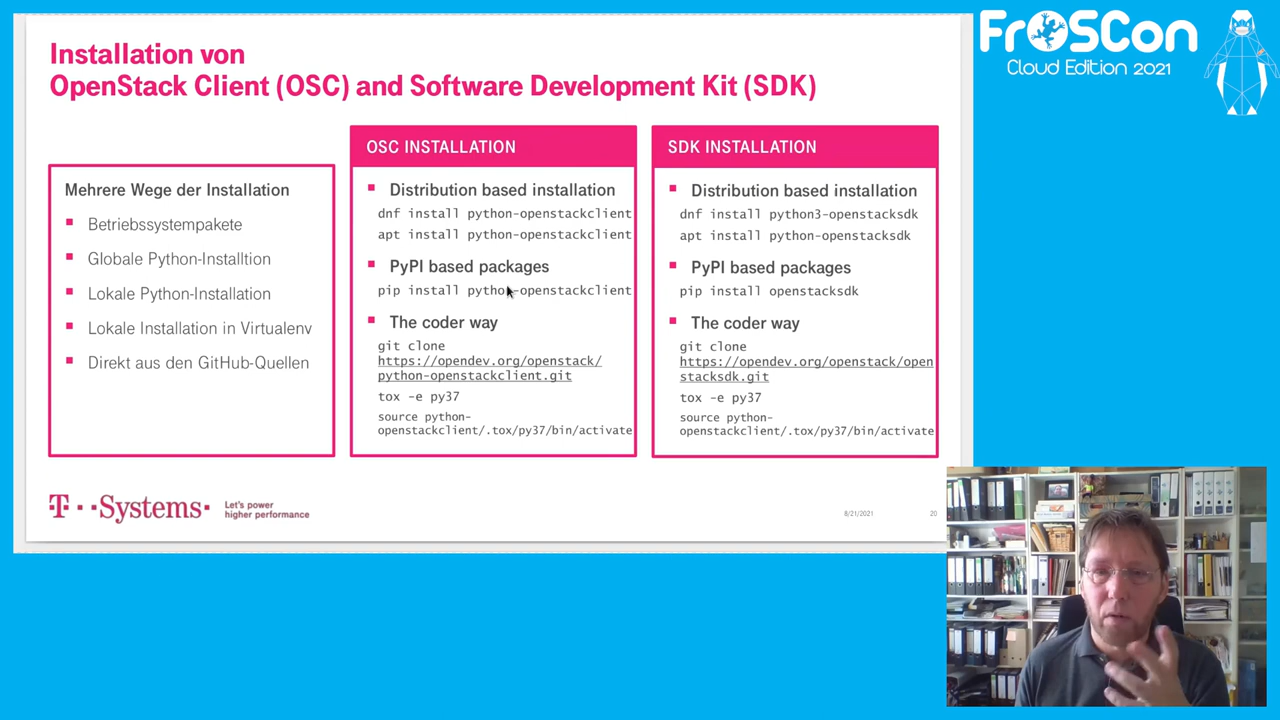 Installation von
OpenStack Client (OSC) and Software Development Kit (SDK)
Mehrere Wege der Installation
Betriebssystempakete
Globale Python-Installtion
Lokale Python-Installation
Lokale Installation in Virtualenv
Direkt aus den GitHub-Quellen
OSC INSTALLATION
Distribution based installation
dnf install python-openstackclient
apt install python-openstackclient
PyPI based packages
pip install python-openstackclient
The coder way
git clone
https://opendev.org/openstack/
python-openstackclient.git
tox -e py37
source python-
openstackclient/.tox/py37/bin/activate
SDK INSTALLATION
Distribution based installation
dnf install python3-openstacksdk
apt install python-openstacksdk
PyPI based packages
pip install openstacksdk
The coder way
git clone
https://opendev.org/openstack/open
stacksdk.git
tox -e py37
source python-
openstackclient/.tox/py37/bin/activate
T··Systems·
Let's power
higher performance
8/21/2021
20
FrOSCon
Cloud Edition 2021